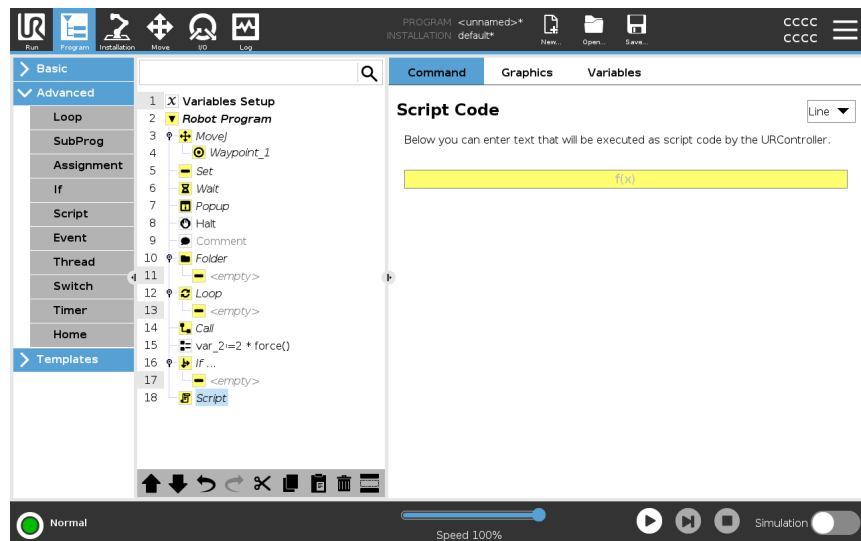 PROGRAM <unnamed>*
INSTALLATION default*
CCCC
CCCC
Run Program Installation Move I/O Log New... Open... Save...
Basic
Advanced
Loop
SubProg
Assignment
If
Script
Event
Thread
Switch
Timer
Home
Templates
1 X Variables Setup
2 Robot Program
3 MoveJ
4 Waypoint_1
5 Set
6 Wait
7 Popup
8 Halt
9 Comment
10 Folder
11 <empty>
12 Loop
13 <empty>
14 Call
15 var_2≔2 * force()
16 If ...
17 <empty>
18 Script
Command Graphics Variables
Script Code
Line
Below you can enter text that will be executed as script code by the URController.
f(x)
Normal
Speed 100%
Simulation